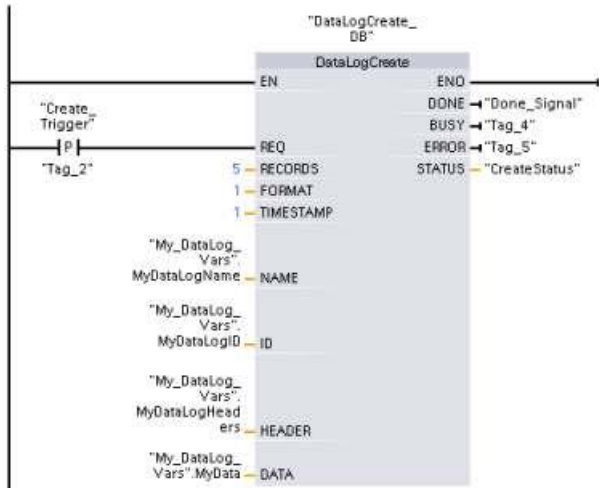 "DataLogCreate_
DB"
DataLogCreate
EN ENO
DONE "Done_Signal"
"Create_
Trigger"
BUSY "Tag_4"
P REQ ERROR "Tag_5"
"Tag_2" 5 RECORDS STATUS "CreateStatus"
1 FORMAT
1 TIMESTAMP
"My_DataLog_
Vars".
MyDataLogName NAME
"My_DataLog_
Vars".
MyDataLogID ID
"My_DataLog_
Vars".
MyDataLogHead
ers HEADER
"My_DataLog_
Vars".MyData DATA